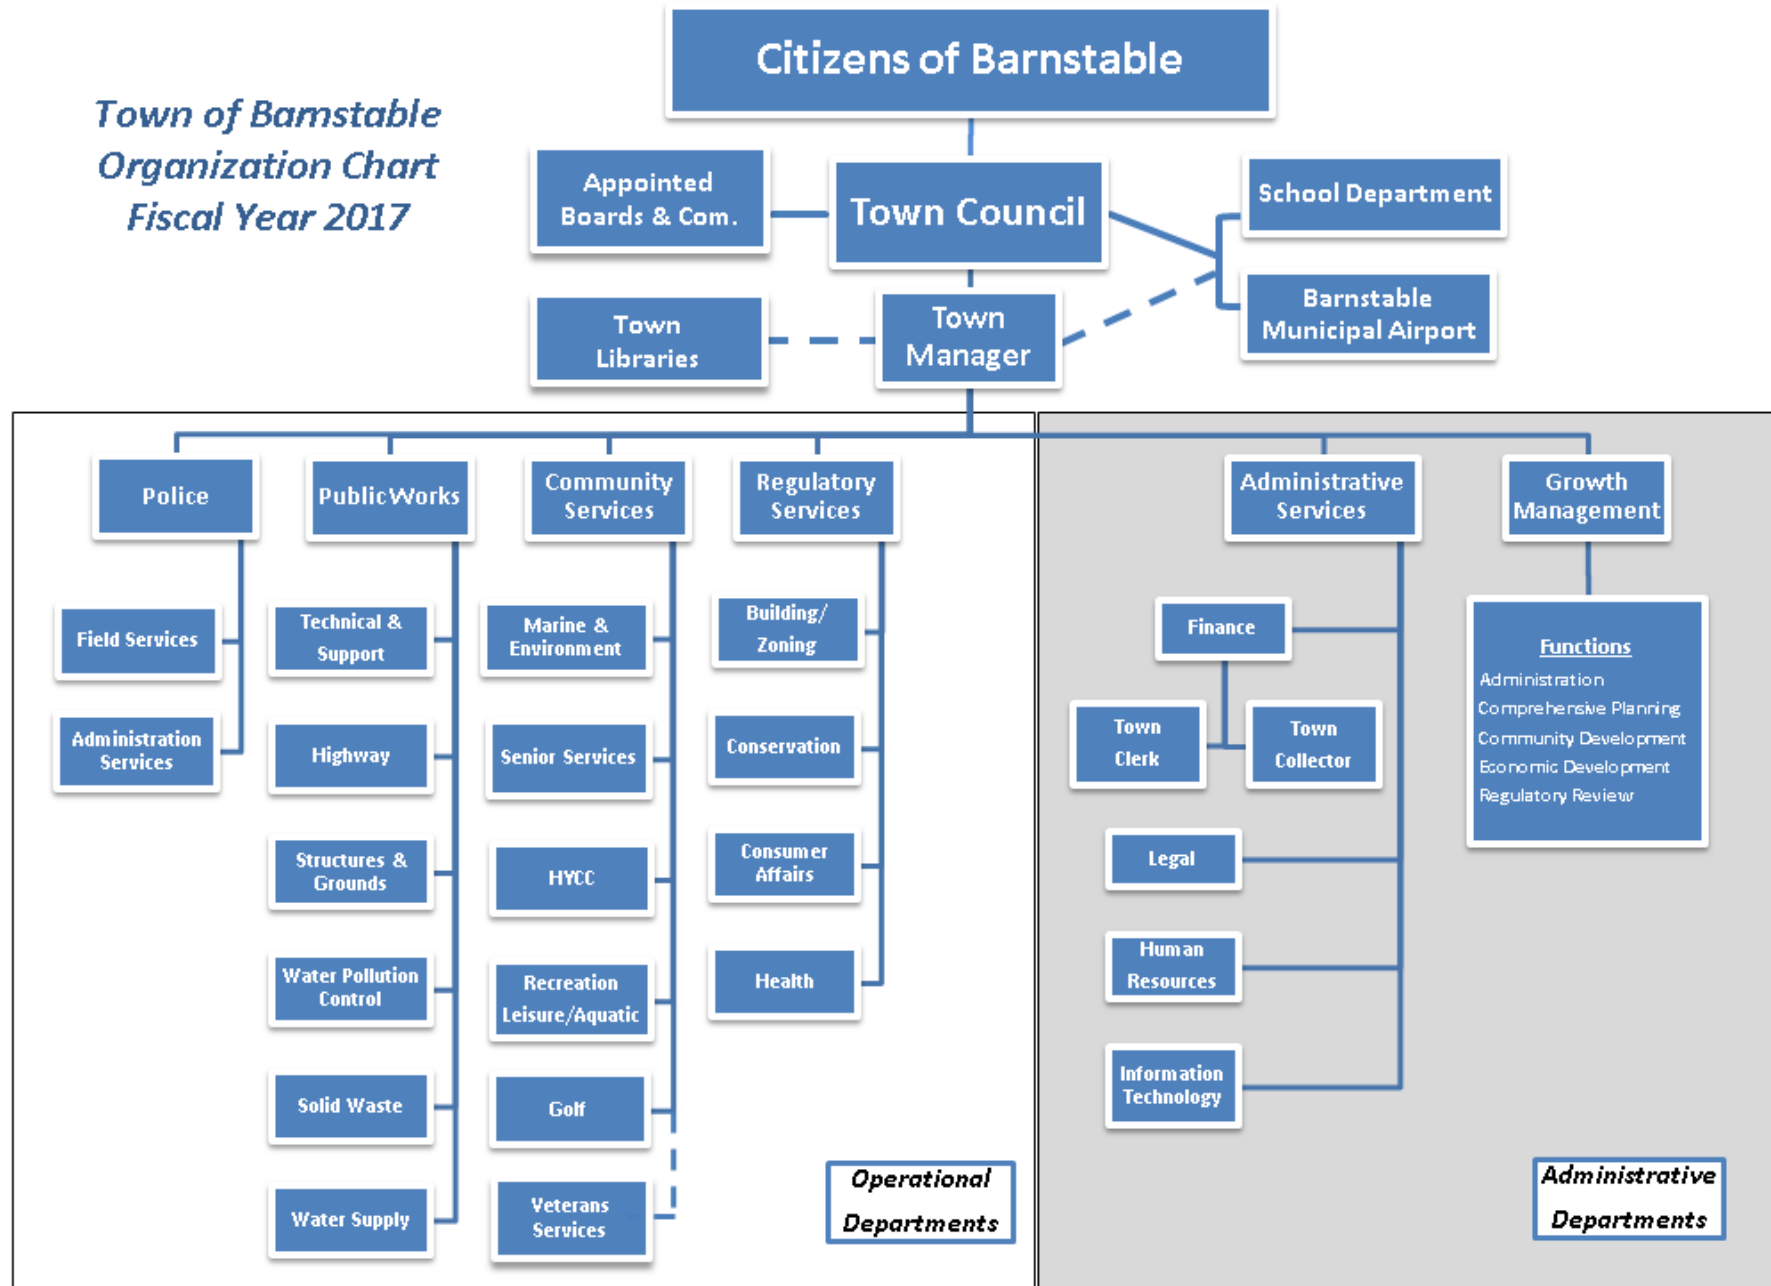 Citizens of Barnstable
Town of Barnstable
Organization Chart
Fiscal Year 2017
Appointed
Boards & Com.
Town Council
School Department
Barnstable
Municipal Airport
Town
Libraries
Town
Manager
Police
Public Works
Community
Services
Regulatory
Services
Administrative
Services
Growth
Management
Field Services
Administration
Services
Technical &
Support
Highway
Structures &
Grounds
Water Pollution
Control
Solid Waste
Water Supply
Marine &
Environment
Senior Services
HYCC
Recreation
Leisure/Aquatic
Golf
Veterans
Services
Building/
Zoning
Conservation
Consumer
Affairs
Health
Operational
Departments
Finance
Town
Clerk
Town
Collector
Legal
Human
Resources
Information
Technology
Functions
Administration
Comprehensive Planning
Community Development
Economic Development
Regulatory Review
Administrative
Departments